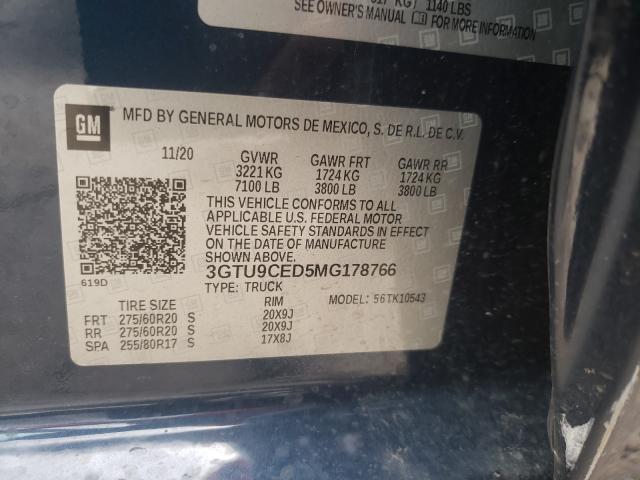 KG 1140 LBS
SEE OWNER'S MANUAL FOR MORE INFORMATION
GM
MFD BY GENERAL MOTORS DE MEXICO, S. DE R.L. DE C.V.
11/20 GVWR GAWR FRT GAWR RR
3221 KG 1724 KG 1724 KG
7100 LB 3800 LB 3800 LB
THIS VEHICLE CONFORMS TO ALL
APPLICABLE U.S. FEDERAL MOTOR
VEHICLE SAFETY STANDARDS IN EFFECT
ON THE DATE OF MANUFACTURE
SHOWN ABOVE.
3GTU9CED5MG178766
619D
TYPE: TRUCK
TIRE SIZE RIM MODEL: 56TK10543
FRT 275/60R20 S 20X9J
RR 275/60R20 S 20X9J
SPA 255/80R17 S 17X8J